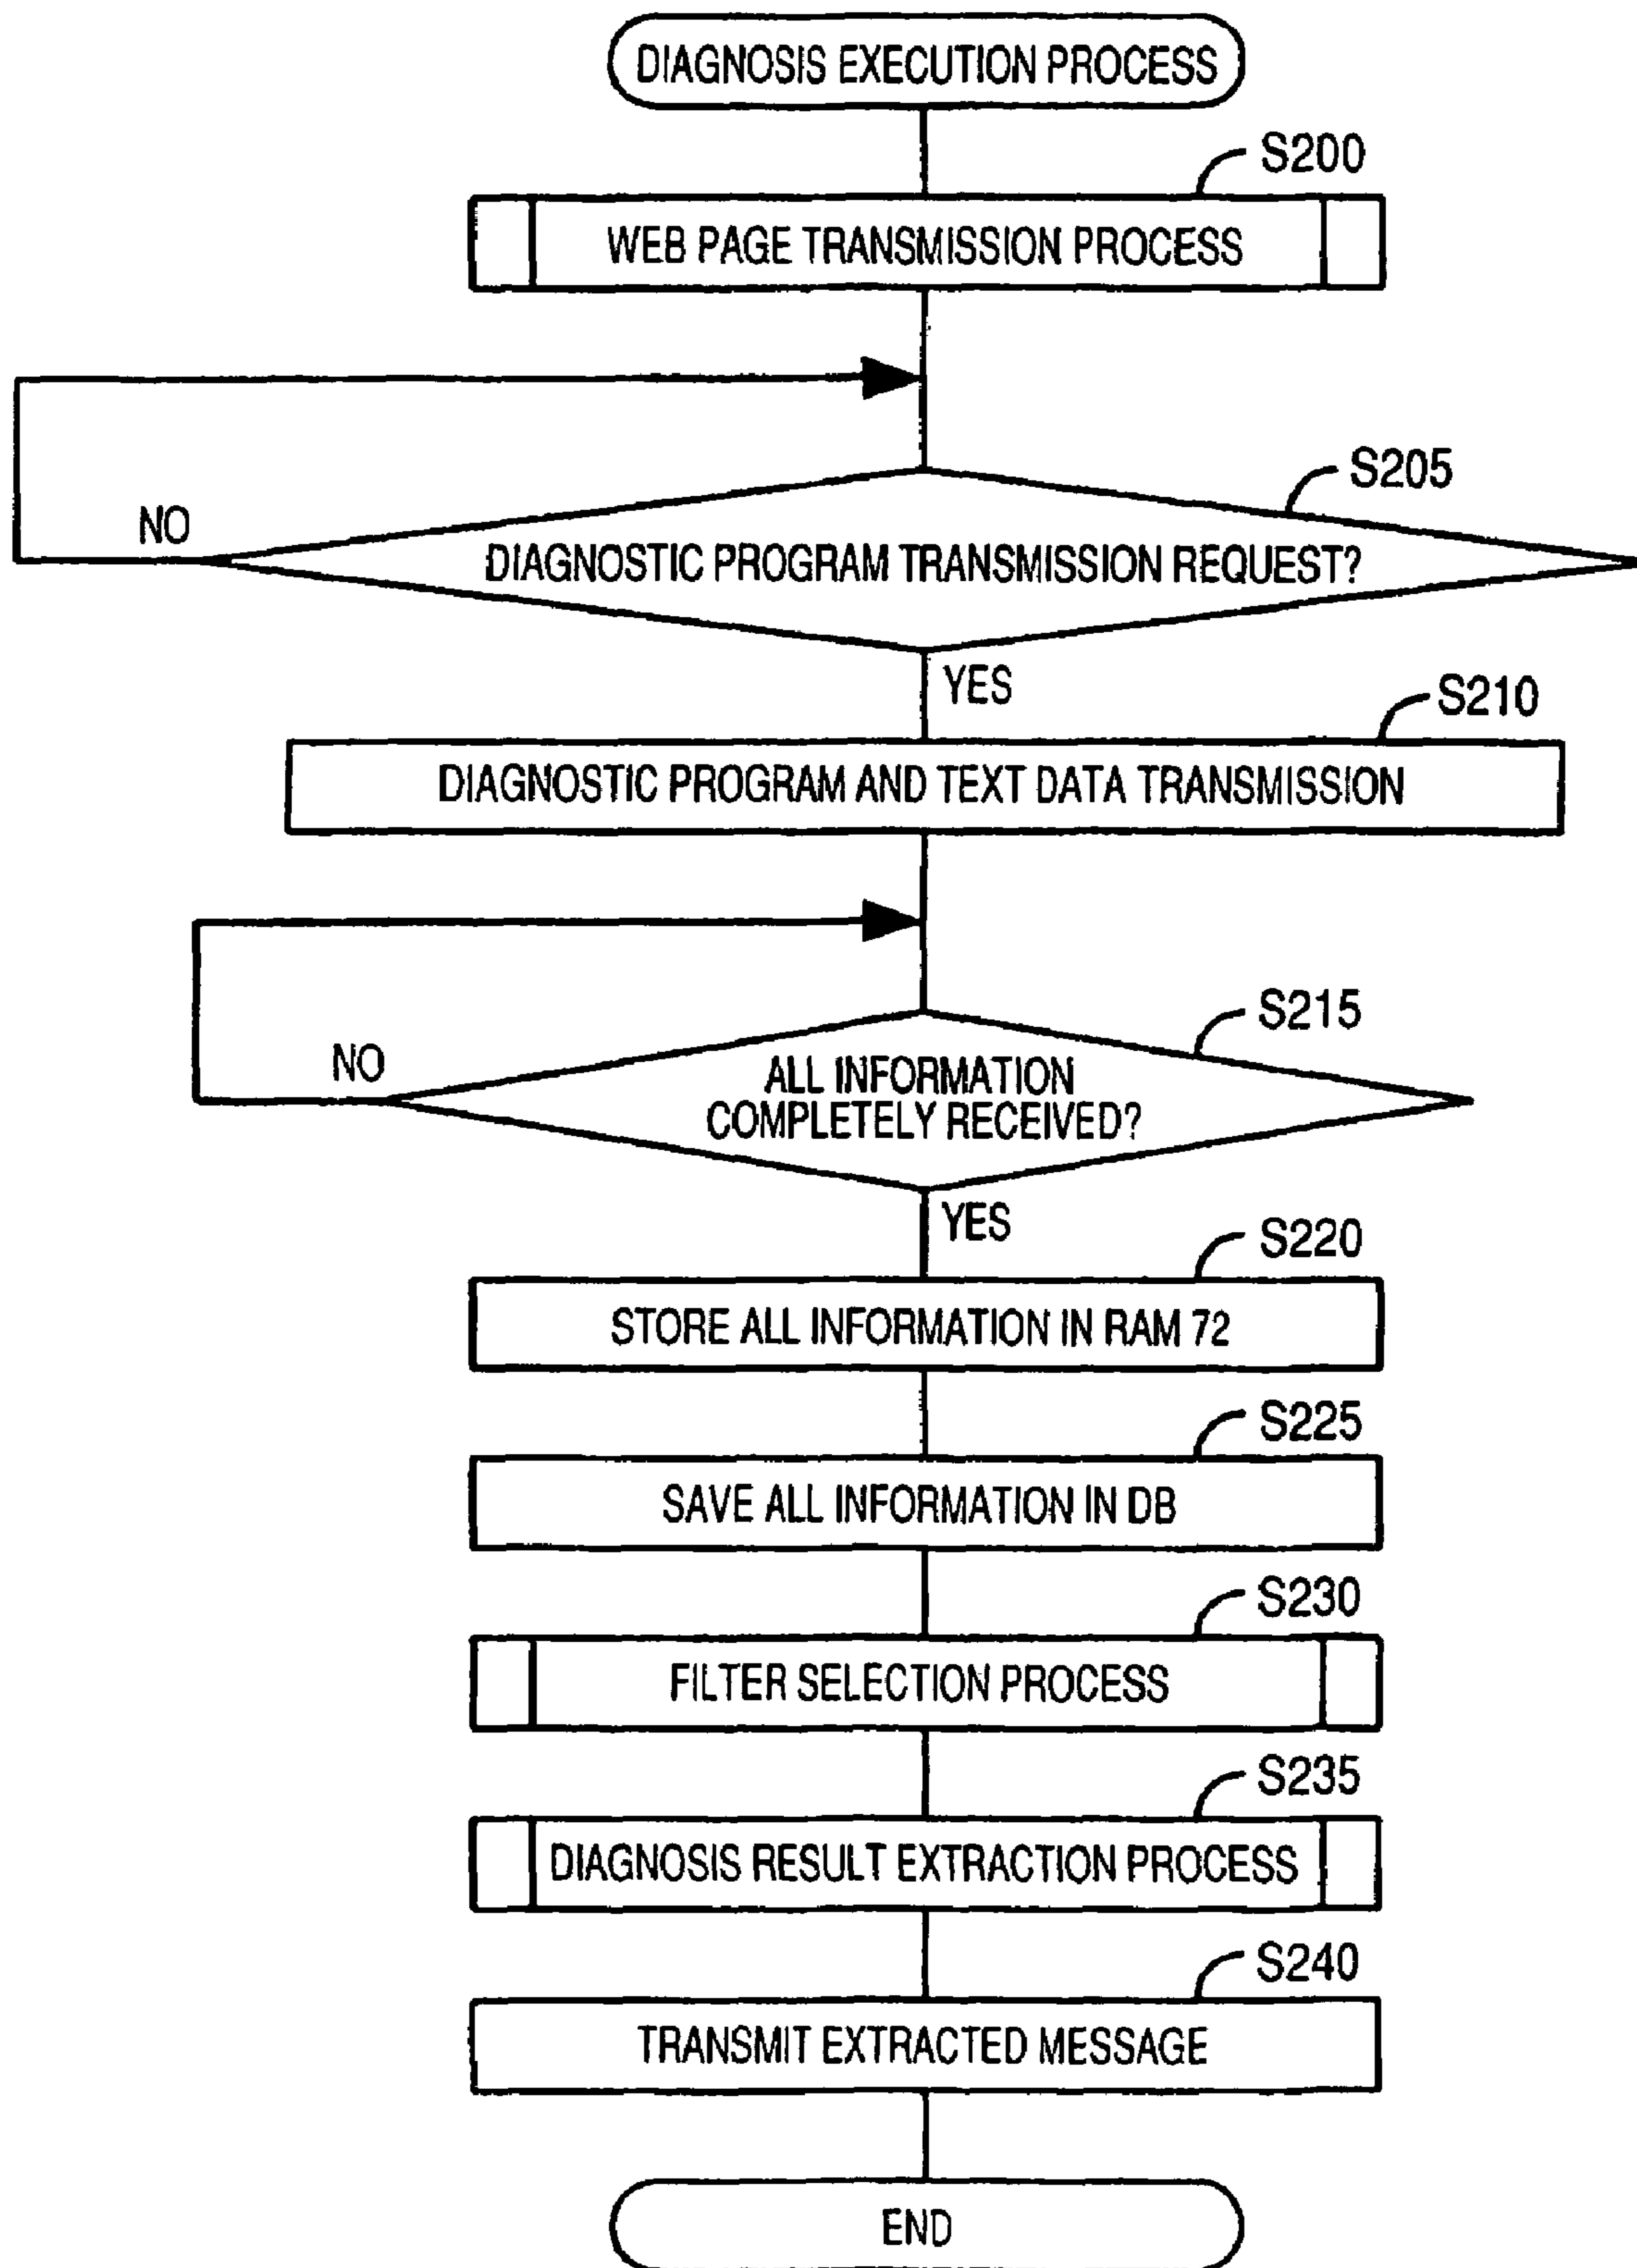 DIAGNOSIS EXECUTION PROCESS
S200
WEB PAGE TRANSMISSION PROCESS
S205
NO
DIAGNOSTIC PROGRAM TRANSMISSION REQUEST?
YES
S210
DIAGNOSTIC PROGRAM AND TEXT DATA TRANSMISSION
S215
NO
ALL INFORMATION
COMPLETELY RECEIVED?
YES
S220
STORE ALL INFORMATION IN RAM 72
S225
SAVE ALL INFORMATION IN DB
S230
FILTER SELECTION PROCESS
S235
DIAGNOSIS RESULT EXTRACTION PROCESS
S240
TRANSMIT EXTRACTED MESSAGE
END